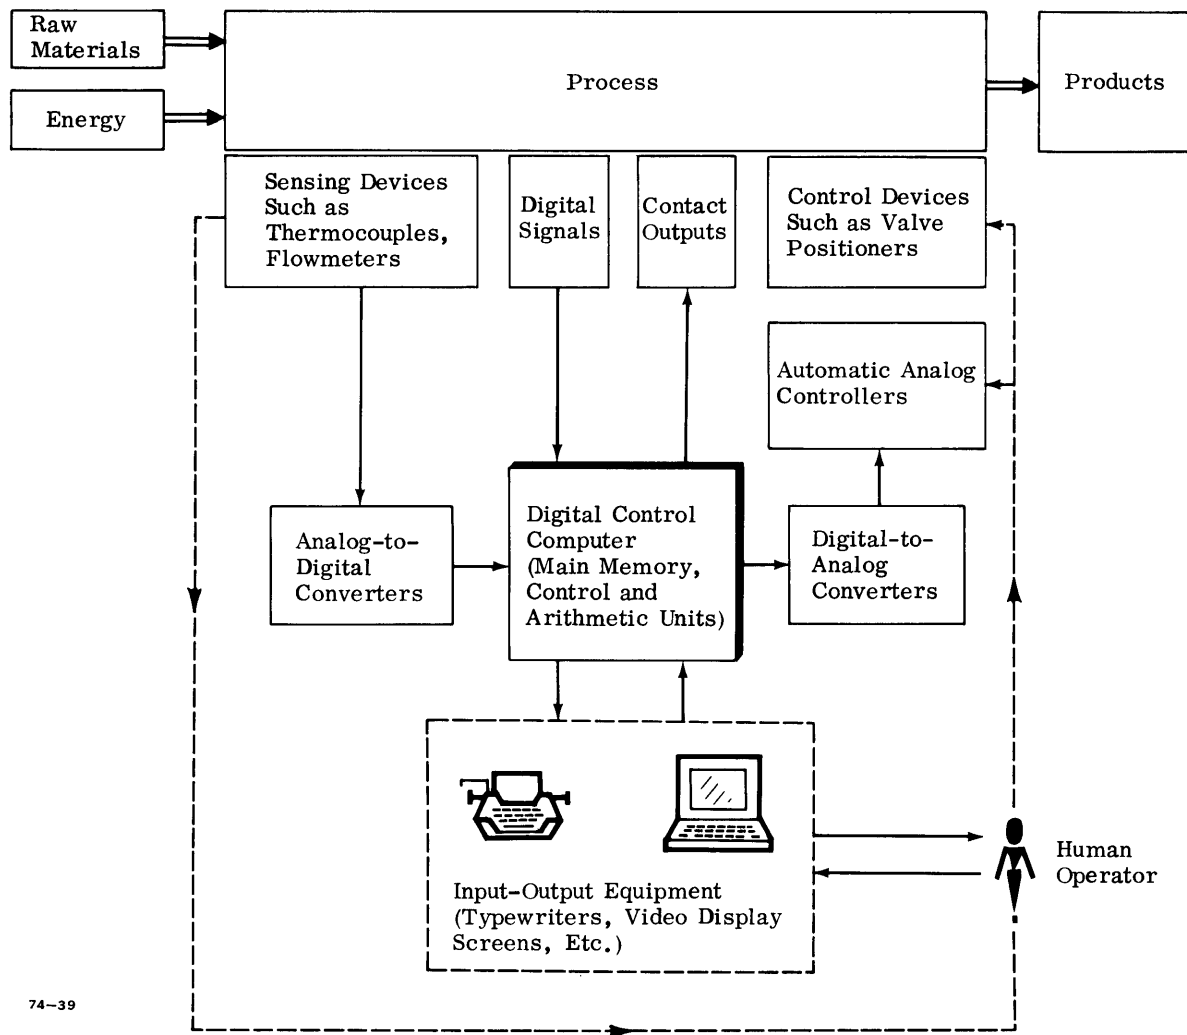 Raw
Materials
Energy
Process
Products
Sensing Devices
Such as
Thermocouples,
Flowmeters
Digital
Signals
Contact
Outputs
Control Devices
Such as Valve
Positioners
Automatic Analog
Controllers
Analog-to-
Digital
Converters
Digital Control
Computer
(Main Memory,
Control and
Arithmetic Units)
Digital-to-
Analog
Converters
Input-Output Equipment
(Typewriters, Video Display
Screens, Etc.)
Human
Operator
74-39